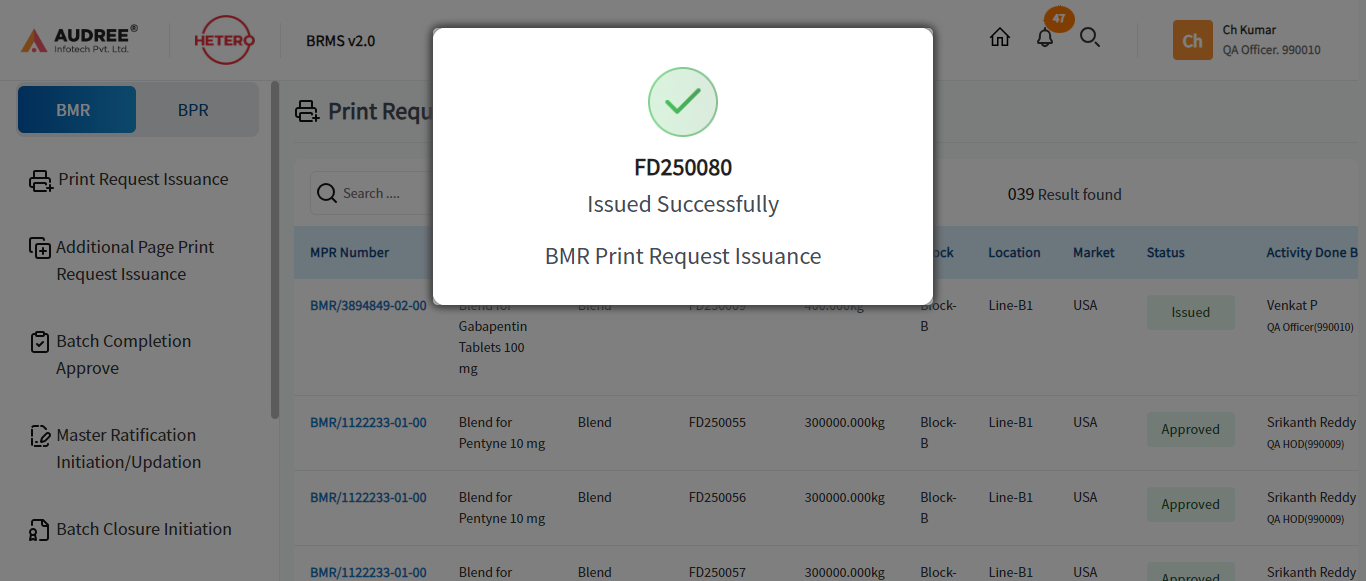 AUDREE®
Infotech Pvt. Ltd.
HETERO
BRMS v2.0
47
Ch
Ch Kumar
QA Officer. 990010
BMR
BPR
Print Request Issuance
Additional Page Print
Request Issuance
Batch Completion
Approve
Master Ratification
Initiation/Updation
Batch Closure Initiation
Print Requ
Search ....
039 Result found
FD250080
Issued Successfully
BMR Print Request Issuance
MPR Number
ock Location Market Status Activity Done B
BMR/3894849-02-00 Blend for Blend FD250009 400.000kg Block- Line-B1 USA Issued Venkat P
Gabapentin B QA Officer(990010)
Tablets 100
mg
BMR/1122233-01-00 Blend for Blend FD250055 300000.000kg Block- Line-B1 USA Approved Srikanth Reddy
Pentyne 10 mg B QA HOD(990009)
BMR/1122233-01-00 Blend for Blend FD250056 300000.000kg Block- Line-B1 USA Approved Srikanth Reddy
Pentyne 10 mg B QA HOD(990009)
BMR/1122233-01-00 Blend for Blend FD250057 300000.000kg Block- Line-B1 USA Approved Srikanth Reddy